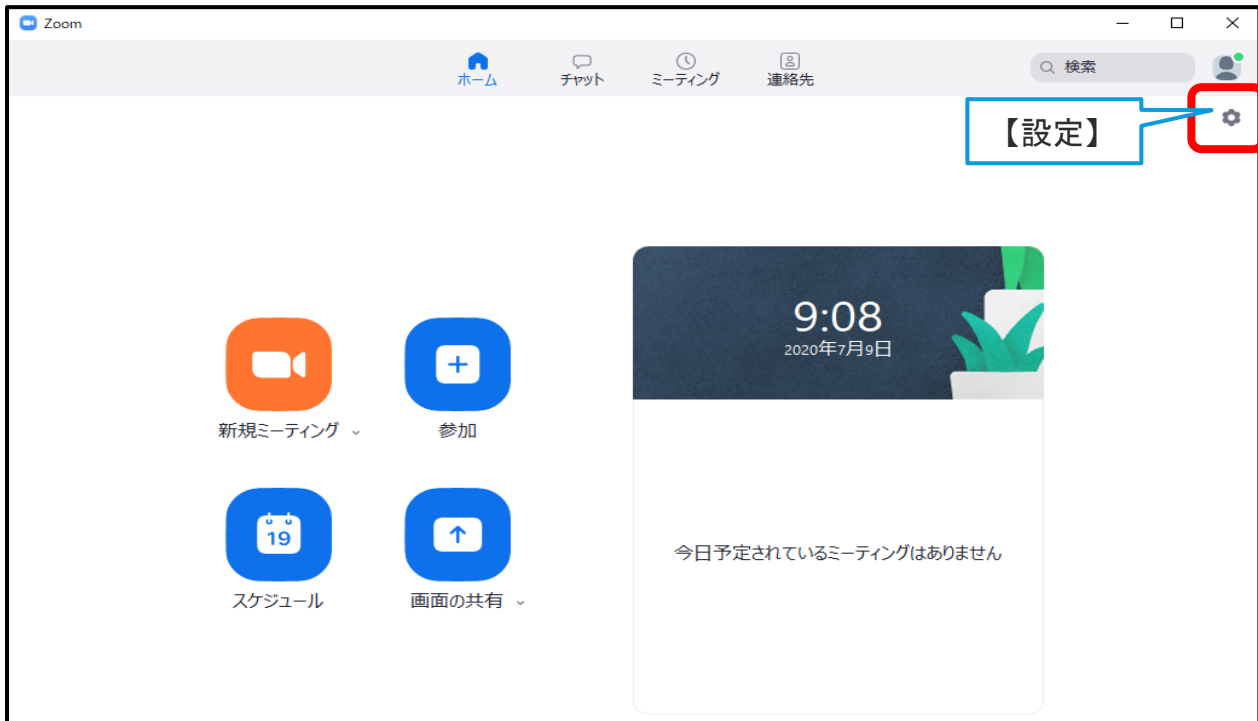 Zoom
ホーム
チャット
ミーティング
連絡先
検索
【設定】
9:08
2020年7月9日
新規ミーティング
参加
19
スケジュール
画面の共有
今日予定されているミーティングはありません